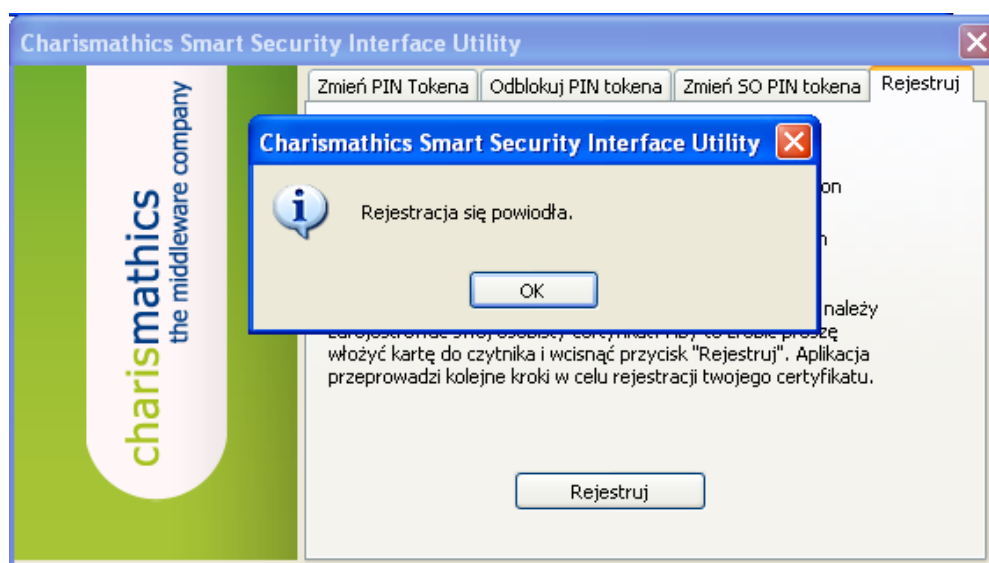 Charismathics Smart Security Interface Utility
Zmień PIN Tokena
Odblokuj PIN tokena
Zmień SO PIN tokena
Rejestruj
charismathics
the middleware company
Charismathics Smart Security Interface Utility
Rejestracja się powiodła.
OK
on
należy
włożyć kartę do czytnika i wcisnąć przycisk "Rejestruj". Aplikacja
przeprowadzi kolejne kroki w celu rejestracji twojego certyfikatu.
Rejestruj